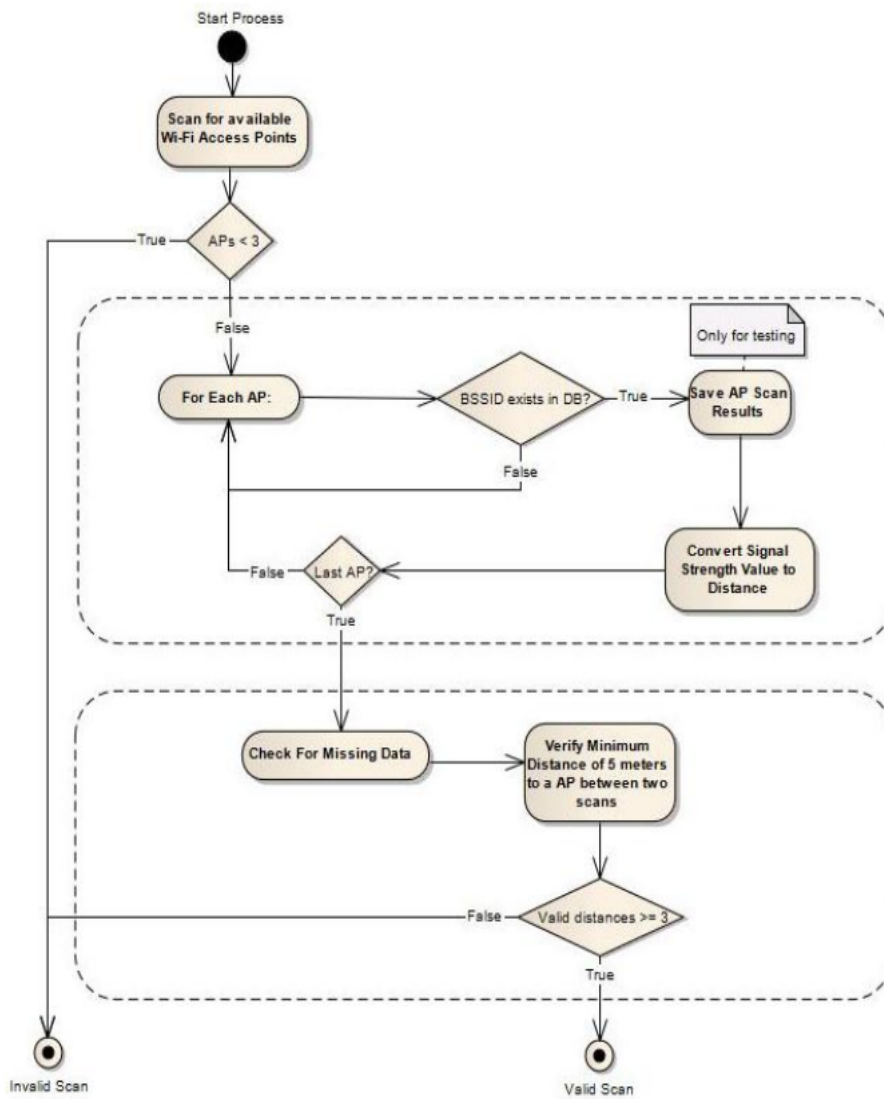 Start Process
Scan for available
Wi-Fi Access Points
True
APs < 3
False
Only for testing
For Each AP:
BSSID exists in DB?
True
Save AP Scan
Results
False
Convert Signal
Strength Value to
Distance
False
Last AP?
True
Check For Missing Data
Verify Minimum
Distance of 5 meters
to a AP between two
scans
False
Valid distances >= 3
True
Invalid Scan
Valid Scan